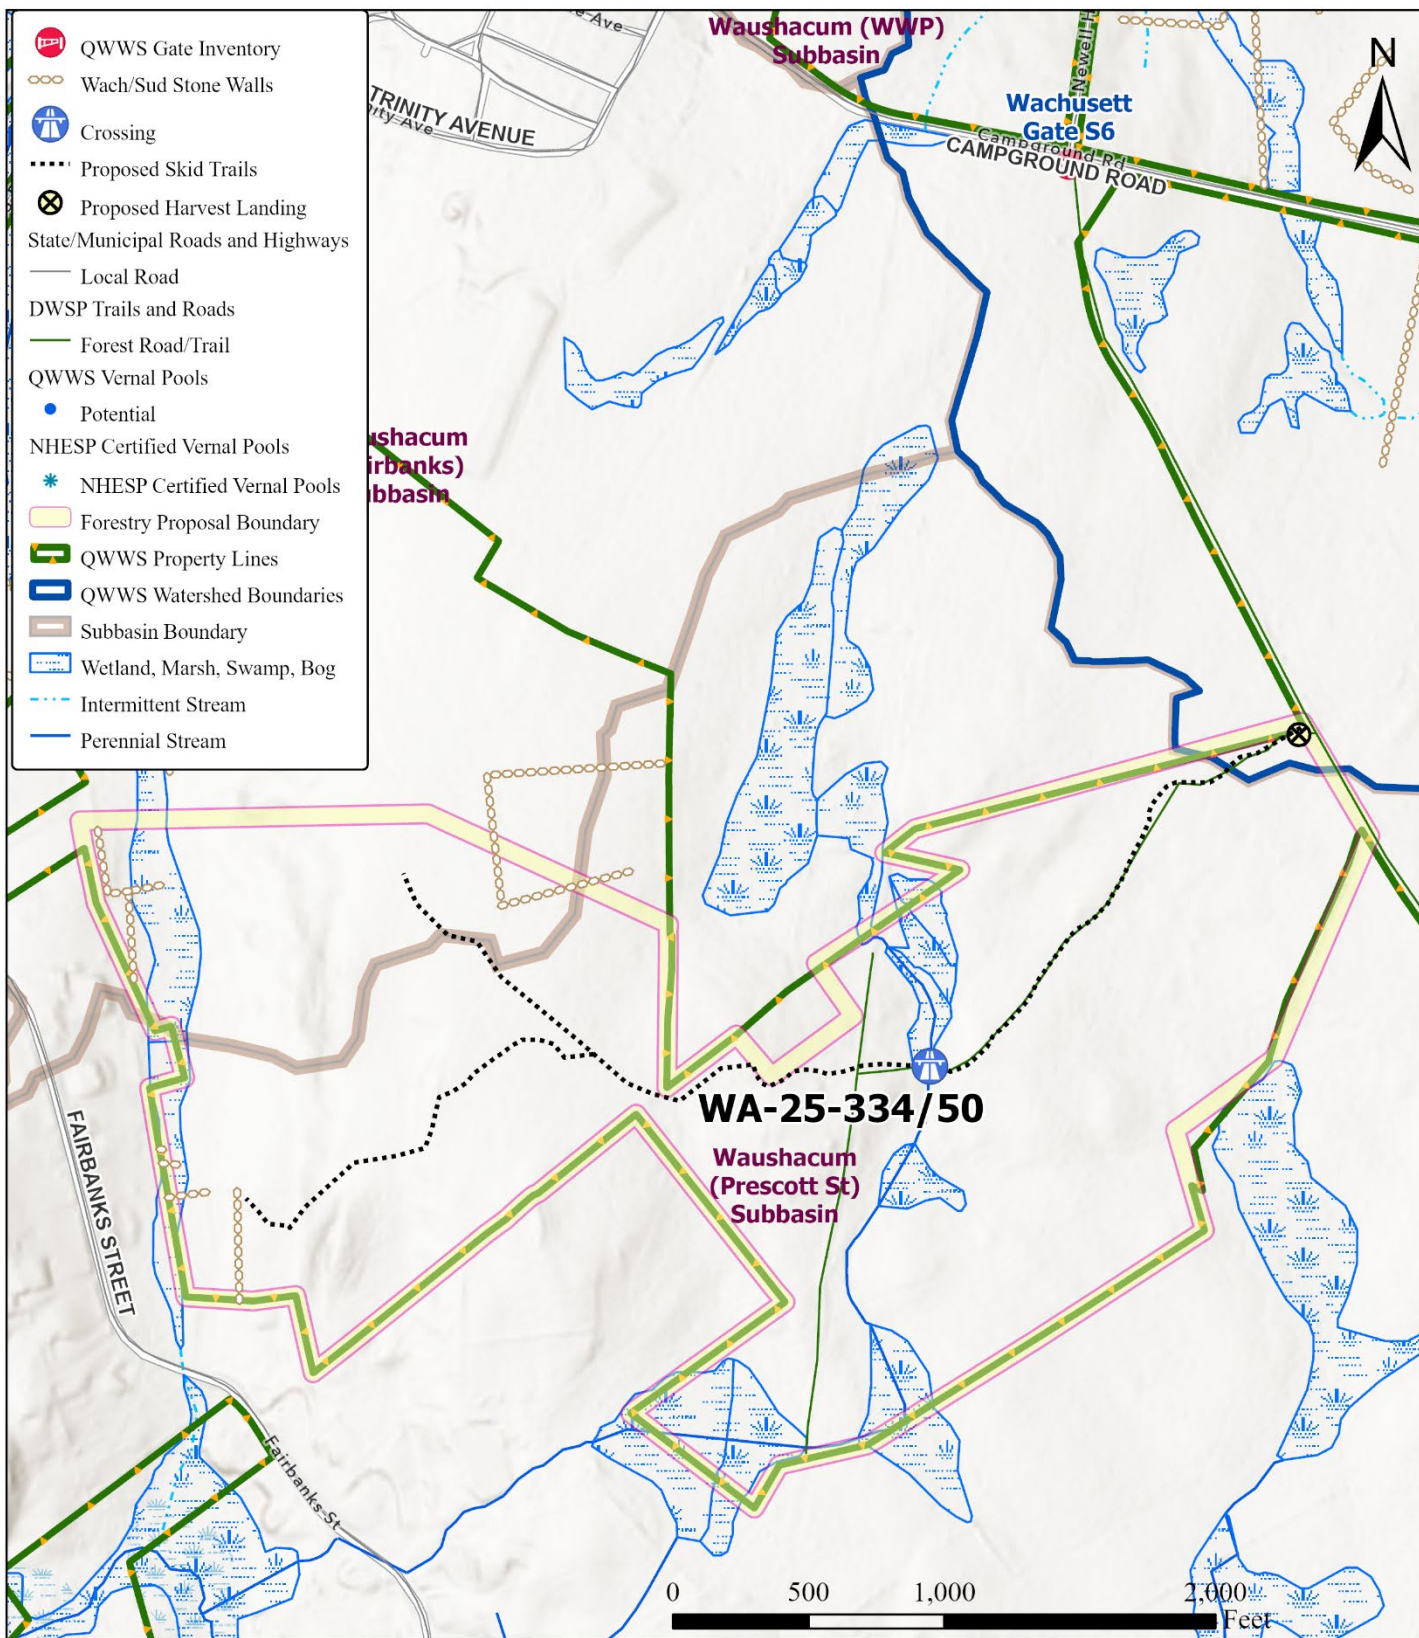 QWWS Gate Inventory
Wach/Sud Stone Walls
Crossing
Proposed Skid Trails
Proposed Harvest Landing
State/Municipal Roads and Highways
Local Road
DWSP Trails and Roads
Forest Road/Trail
QWWS Vernal Pools
Potential
NHESP Certified Vernal Pools
NHESP Certified Vernal Pools
Forestry Proposal Boundary
QWWS Property Lines
QWWS Watershed Boundaries
Subbasin Boundary
Wetland, Marsh, Swamp, Bog
Intermittent Stream
Perennial Stream
Ave
TRINITY AVENUE
nity Ave
Waushacum (WWP)
Subbasin
Newell H
Wachusett
Gate S6
Campground Rd
CAMPGROUND ROAD
N
ushacum
irbanks)
ubbasin
WA-25-334/50
Waushacum
(Prescott St)
Subbasin
FAIRBANKS STREET
Fairbanks St
0 500 1,000 2,000
Feet